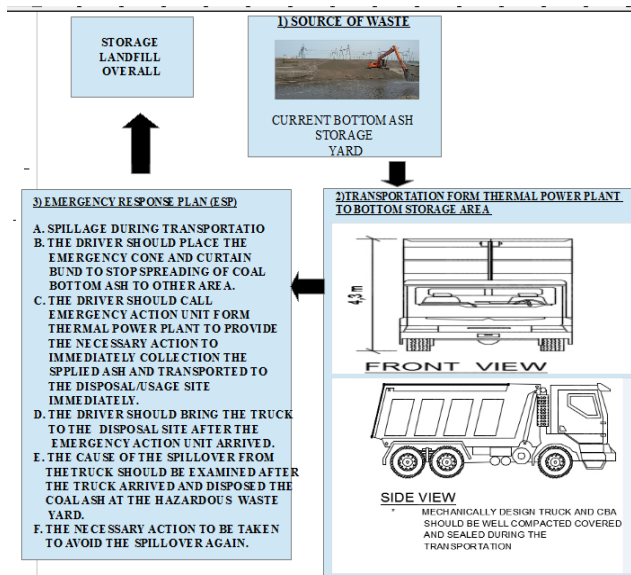 STORAGE
LANDFILL
OVERALL
1) SOURCE OF WASTE
CURRENT BOTTOM ASH
STORAGE
YARD
2)TRANSPORTATION FORM THERMAL POWER PLANT
TO BOTTOM STORAGE AREA
4,3 m
FRONT VIEW
SIDE VIEW
* MECHANICALLY DESIGN TRUCK AND CBA
SHOULD BE WELL COMPACTED COVERED
AND SEALED DURING THE
TRANSPORTATION
3) EMERGENCY RESPONSE PLAN (ESP)
A. SPILLAGE DURING TRANSPORTATIO
B. THE DRIVER SHOULD PLACE THE
EMERGENCY CONE AND CURTAIN
BUND TO STOP SPREADING OF COAL
BOTTOM ASH TO OTHER AREA.
C. THE DRIVER SHOULD CALL
EMERGENCY ACTION UNIT FORM
THERMAL POWER PLANT TO PROVIDE
THE NECESSARY ACTION TO
IMMEDIATELY COLLECTION THE
SPPLIED ASH AND TRANSPORTED TO
THE DISPOSAL/USAGE SITE
IMMEDIATELY.
D. THE DRIVER SHOULD BRING THE TRUCK
TO THE DISPOSAL SITE AFTER THE
EMERGENCY ACTION UNIT ARRIVED.
E. THE CAUSE OF THE SPILLOVER FROM
THE TRUCK SHOULD BE EXAMINED AFTER
THE TRUCK ARRIVED AND DISPOSED THE
COAL ASH AT THE HAZARDOUS WASTE
YARD.
F. THE NECESSARY ACTION TO BE TAKEN
TO AVOID THE SPILLOVER AGAIN.